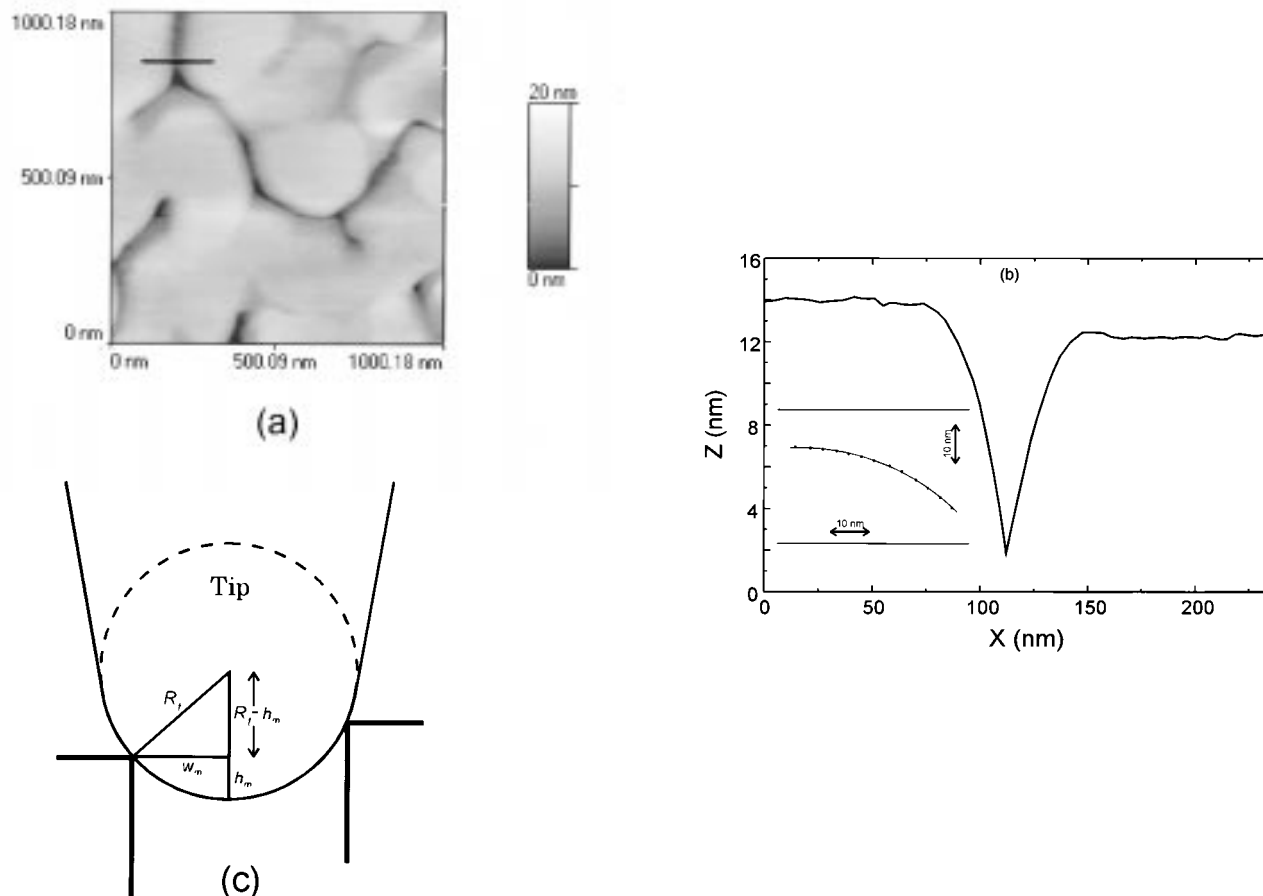 1000.18 nm
500.09 nm
0 nm
0 nm 500.09 nm 1000.18 nm
20 nm
0 nm
(a)
(b)
16
12
8
4
0
Z (nm)
10 nm
10 nm
0 50 100 150 200
X (nm)
Tip
R_t
R_t - h_m
w_m
h_m
(c)